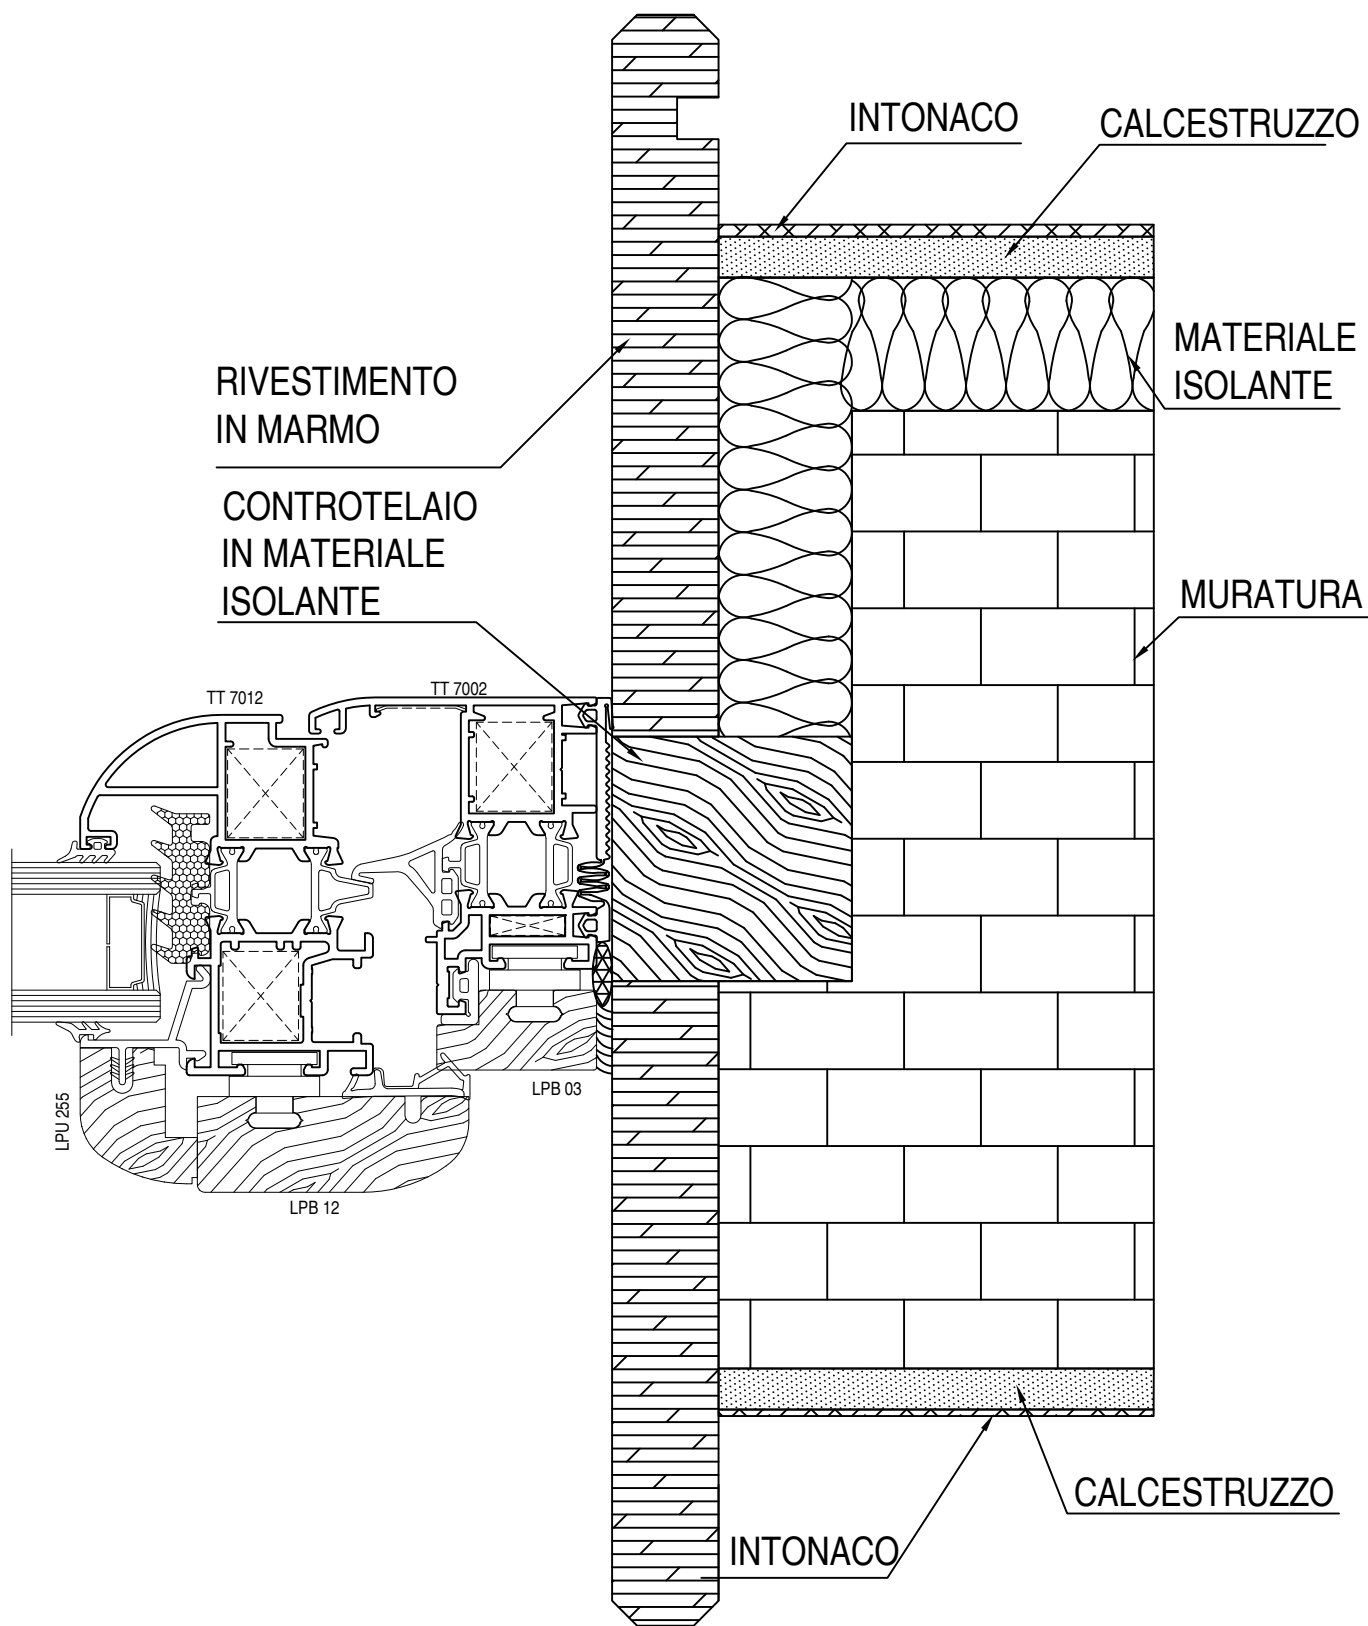 INTONACO
CALCESTRUZZO
MATERIALE
ISOLANTE
RIVESTIMENTO
IN MARMO
CONTROTELAIO
IN MATERIALE
ISOLANTE
MURATURA
TT 7012
TT 7002
LPB 03
LPU 255
LPB 12
CALCESTRUZZO
INTONACO